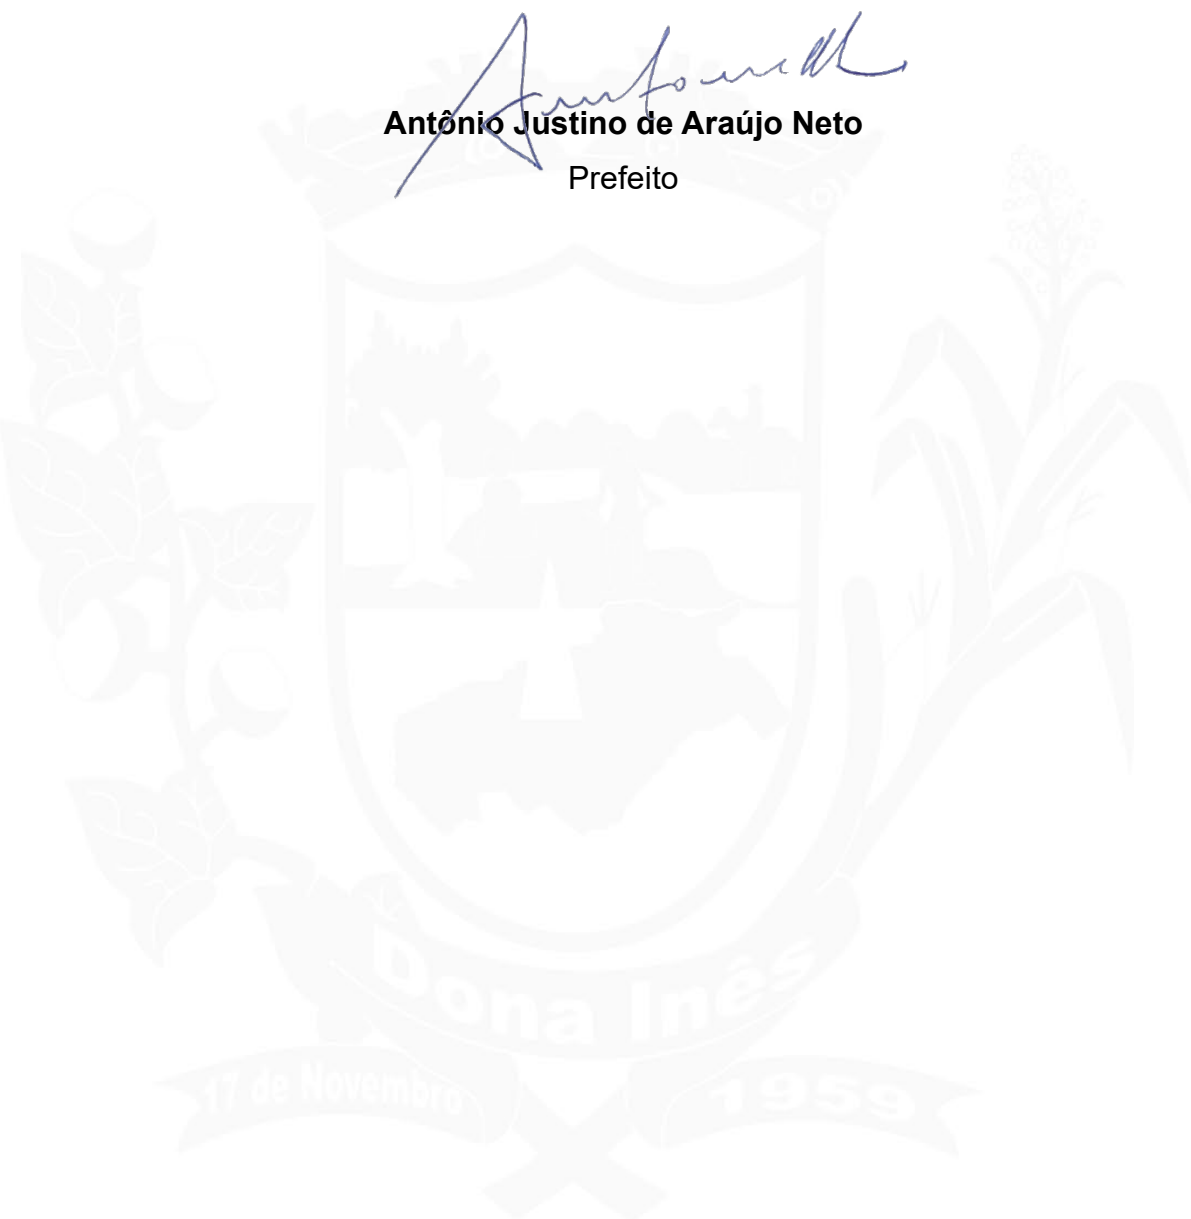 Antônio Justino de Araújo Neto
Prefeito
Dona Inês
17 de Novembro
1959